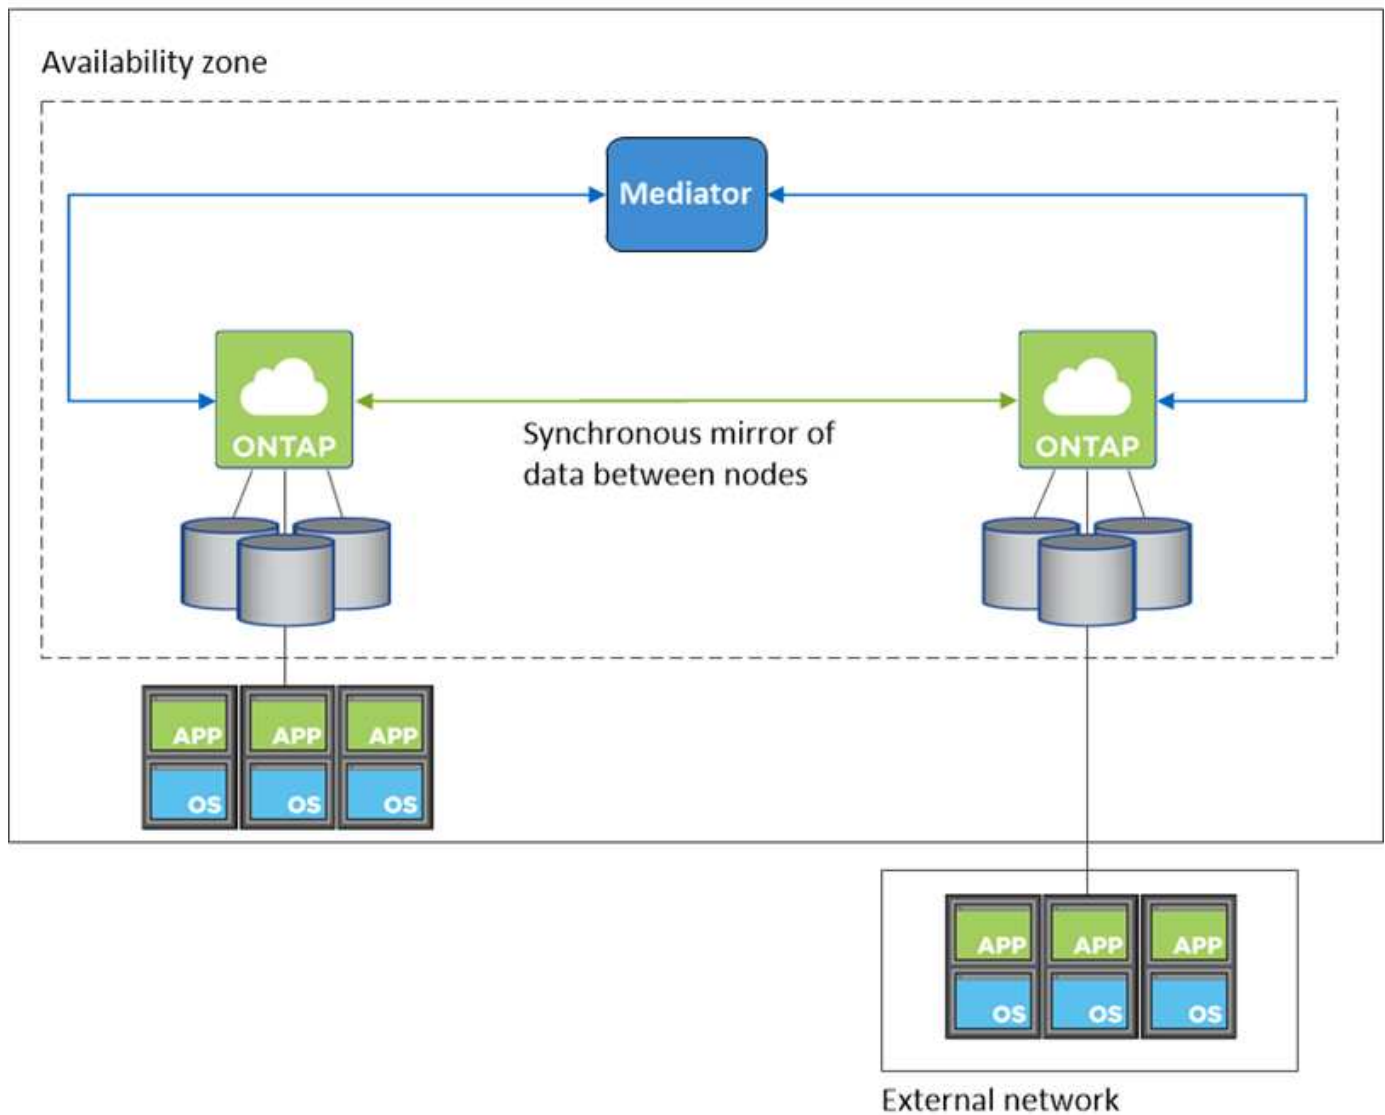 Availability zone
Mediator
ONTAP
ONTAP
Synchronous mirror of
data between nodes
APP APP APP
OS OS OS
APP APP APP
OS OS OS
External network